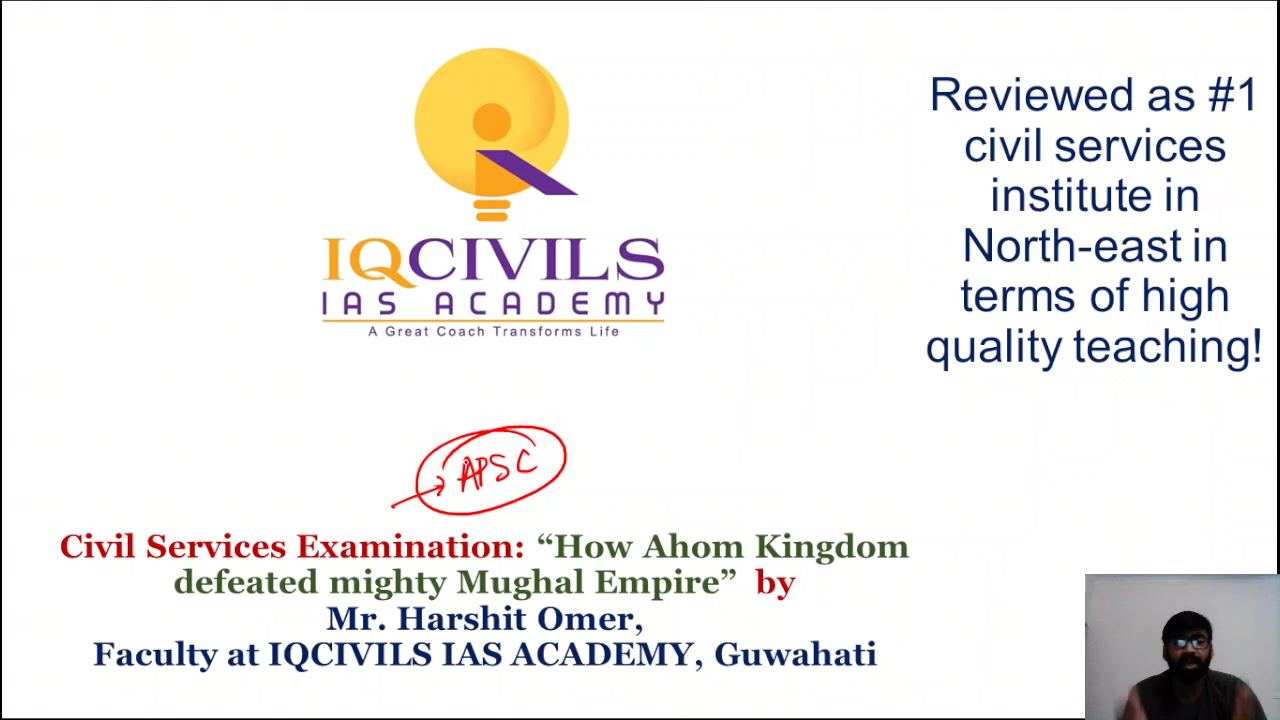 IQCIVILS
IAS ACADEMY
A Great Coach Transforms Life
Reviewed as #1
civil services
institute in
North-east in
terms of high
quality teaching!
APSC
Civil Services Examination: “How Ahom Kingdom
defeated mighty Mughal Empire” by
Mr. Harshit Omer,
Faculty at IQCIVILS IAS ACADEMY, Guwahati